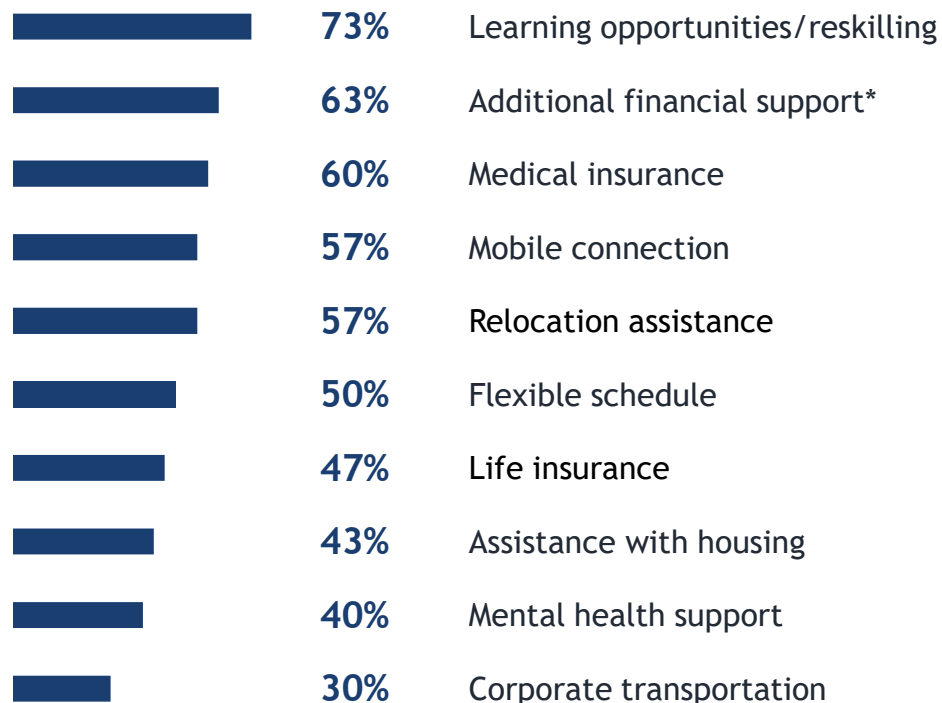 73% Learning opportunities/reskilling
63% Additional financial support*
60% Medical insurance
57% Mobile connection
57% Relocation assistance
50% Flexible schedule
47% Life insurance
43% Assistance with housing
40% Mental health support
30% Corporate transportation